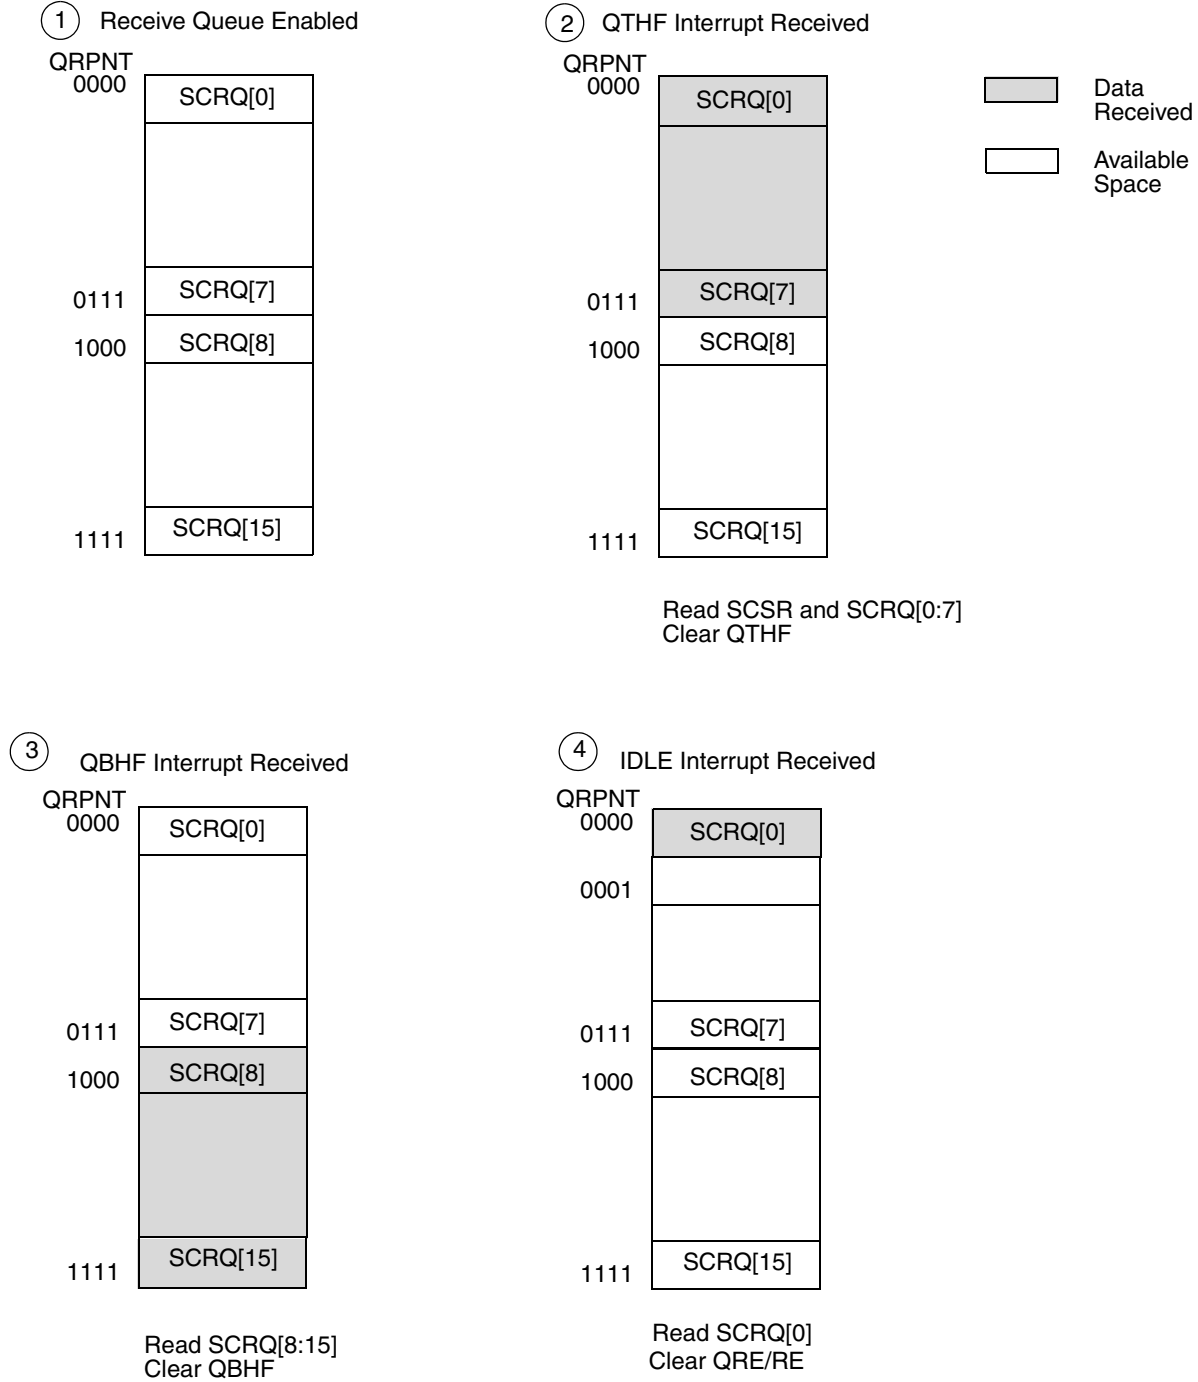 1 Receive Queue Enabled
QRPNT
0000 SCRQ[0]
0111 SCRQ[7]
1000 SCRQ[8]
1111 SCRQ[15]
2 QTHF Interrupt Received
QRPNT
0000 SCRQ[0]
0111 SCRQ[7]
1000 SCRQ[8]
1111 SCRQ[15]
Read SCSR and SCRQ[0:7]
Clear QTHF
Data
Received
Available
Space
3 QBHF Interrupt Received
QRPNT
0000 SCRQ[0]
0111 SCRQ[7]
1000 SCRQ[8]
1111 SCRQ[15]
Read SCRQ[8:15]
Clear QBHF
4 IDLE Interrupt Received
QRPNT
0000 SCRQ[0]
0001
0111 SCRQ[7]
1000 SCRQ[8]
1111 SCRQ[15]
Read SCRQ[0]
Clear QRE/RE